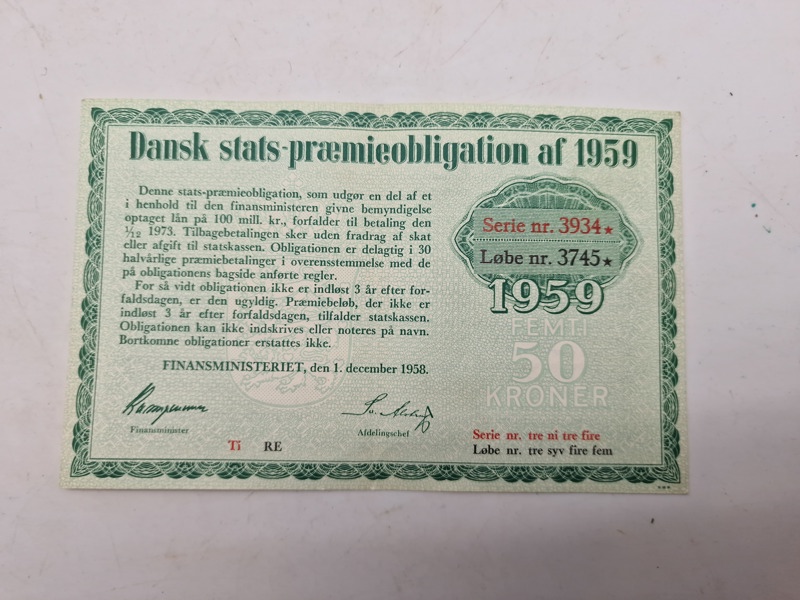 Dansk stats-præmieobligation af 1959
Denne stats-præmieobligation, som udgør en del af et
i henhold til den finansministeren givne bemyndigelse
optaget lån på 100 mill. kr., forfalder til betaling den
1/12 1973. Tilbagebetalingen sker uden fradrag af skat
eller afgift til statskassen. Obligationen er delagtig i 30
halvårlige præmiebetalinger i overensstemmelse med de
på obligationens bagside anførte regler.
For så vidt obligationen ikke er indløst 3 år efter for-
faldsdagen, er den ugyldig. Præmiebeløb, der ikke er
indløst 3 år efter forfaldsdagen, tilfalder statskassen.
Obligationen kan ikke indskrives eller noteres på navn.
Bortkomne obligationer erstattes ikke.
FINANSMINISTERIET, den 1. december 1958.
Finansminister
Afdelingschef
Ti RE
Serie nr. 3934★
Løbe nr. 3745★
1959
FEMTI
50
KRONER
Serie nr. tre ni tre fire
Løbe nr. tre syv fire fem